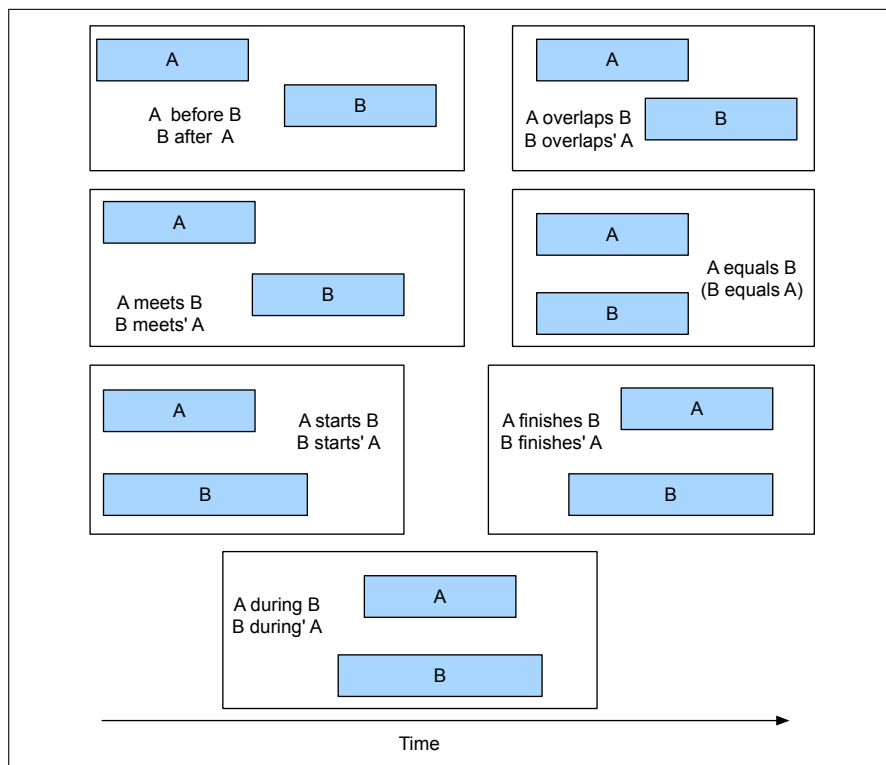 A
B
A before B
B after A
A
A overlaps B
B overlaps' A
B
A
B
A meets B
B meets' A
A
A equals B
(B equals A)
B
A
A starts B
B starts' A
B
A
A finishes B
B finishes' A
B
A
A during B
B during' A
B
Time